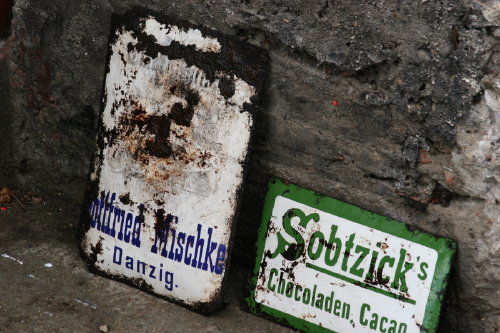 Gottfried Mischke
Danzig.
Sobtzick's
Chocoladen, Cacao